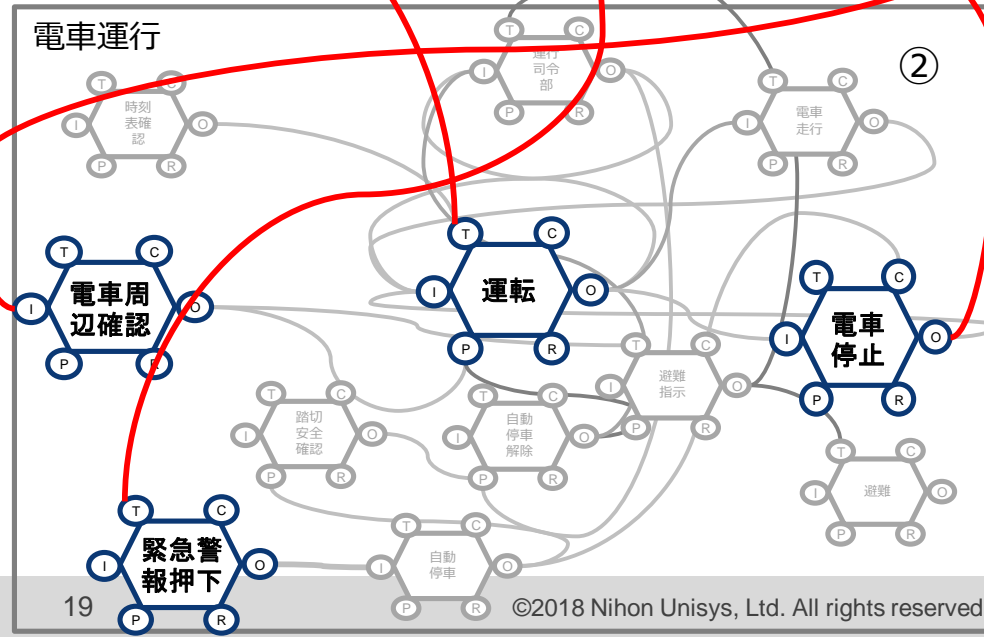 電車運行
②
T
C
I
運行
司令
部
O
P
R
T
C
I
時刻
表確
認
O
P
R
T
C
I
電車
走行
O
P
R
T
C
I
電車周
辺確認
O
P
R
T
C
I
運転
O
P
R
T
C
I
電車
停止
O
P
R
T
C
I
避難
指示
O
P
R
T
C
I
踏切
安全
確認
O
P
R
T
C
I
自動
停車
解除
O
P
R
T
C
I
避難
O
P
R
T
C
I
緊急警
報押下
O
P
R
T
C
自動
停車
O
P
R
19
©2018 Nihon Unisys, Ltd. All rights reserved